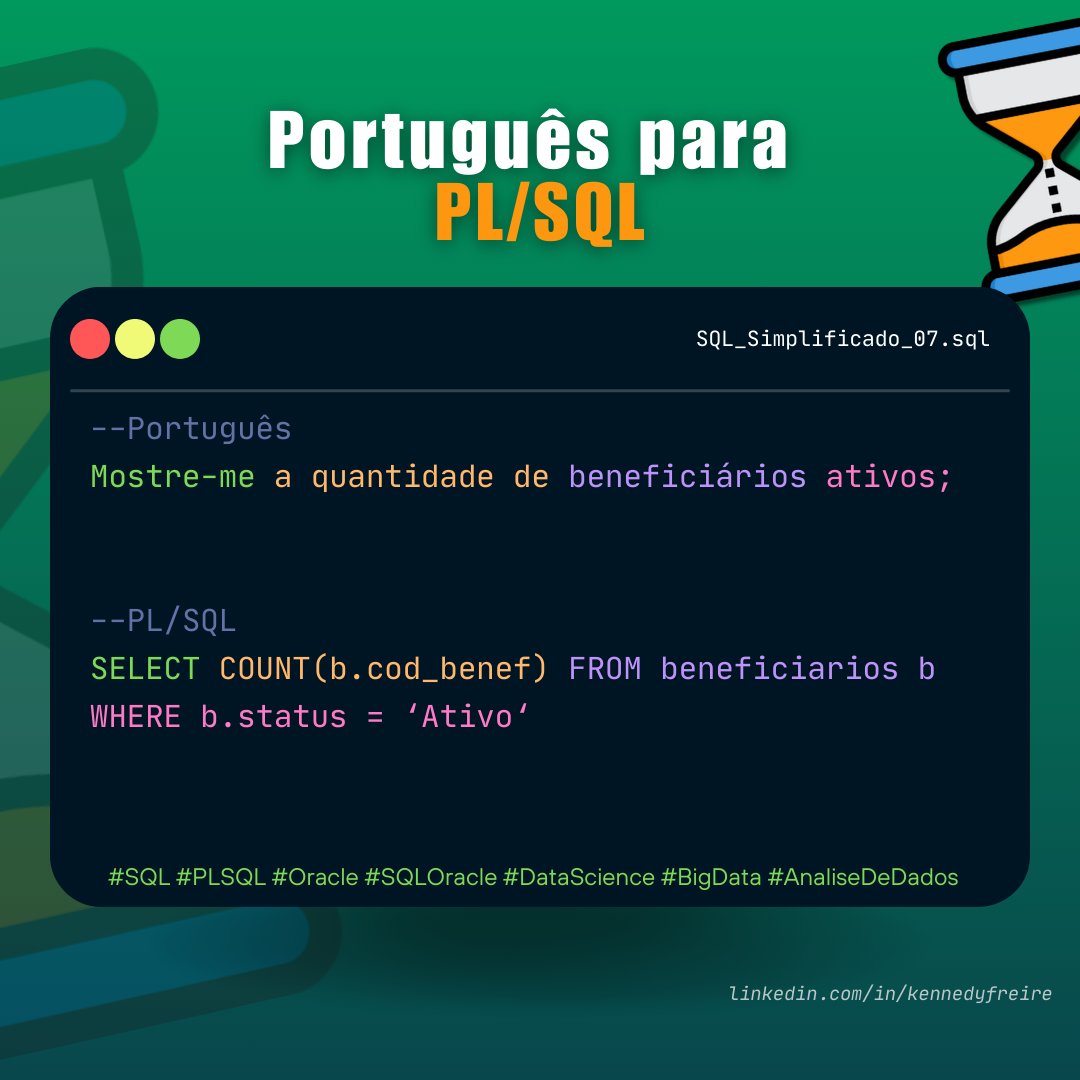 Português para
PL/SQL
SQL_Simplificado_07.sql
--Português
Mostre-me a quantidade de beneficiários ativos;
--PL/SQL
SELECT COUNT(b.cod_benef) FROM beneficiarios b
WHERE b.status = ‘Ativo‘
#SQL #PLSQL #Oracle #SQLOracle #DataScience #BigData #AnaliseDeDados
linkedin.com/in/kennedyfreire